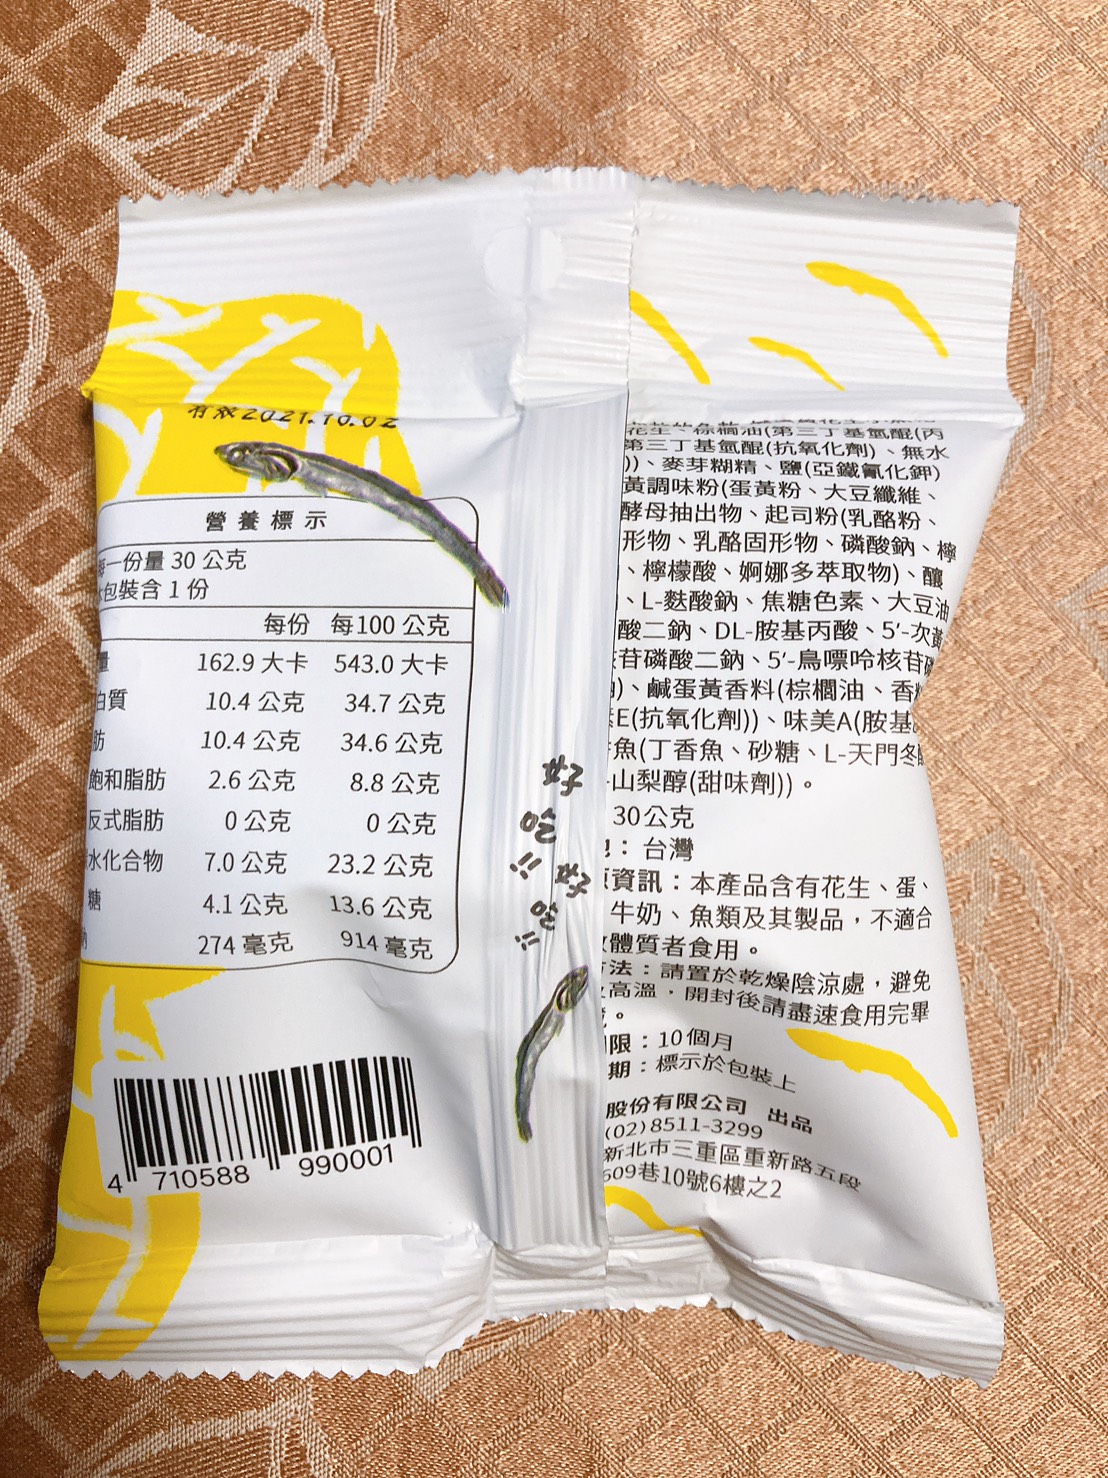 有效2021.10.02
營養標示
每一份量 30 公克
本包裝含 1 份
每份 每100 公克
量 162.9 大卡 543.0 大卡
白質 10.4 公克 34.7 公克
肪 10.4 公克 34.6 公克
飽和脂肪 2.6 公克 8.8 公克
反式脂肪 0 公克 0 公克
水化合物 7.0 公克 23.2 公克
糖 4.1 公克 13.6 公克
274 毫克 914 毫克
4 710588 990001
花生、棕櫚油(第三丁基氫醌(丙
第三丁基氫醌(抗氧化劑)、無水
))、麥芽糊精、鹽(亞鐵氰化鉀)
黃調味粉(蛋黃粉、大豆纖維、
酵母抽出物、起司粉(乳酪粉、
形物、乳酪固形物、磷酸鈉、檸
、檸檬酸、婀娜多萃取物)、釀
、L-麩酸鈉、焦糖色素、大豆油
酸二鈉、DL-胺基丙酸、5'-次黃
苷磷酸二鈉、5'-鳥嘌呤核苷磷
)、鹹蛋黃香料(棕櫚油、香料
E(抗氧化劑))、味美A(胺基
魚(丁香魚、砂糖、L-天門冬
山梨醇(甜味劑))。
30公克
：台灣
資訊：本產品含有花生、蛋、
牛奶、魚類及其製品，不適合
體質者食用。
法：請置於乾燥陰涼處，避免
高溫，開封後請盡速食用完畢
。
限：10個月
期：標示於包裝上
股份有限公司 出品
(02)8511-3299
新北市三重區重新路五段
609巷10號6樓之2